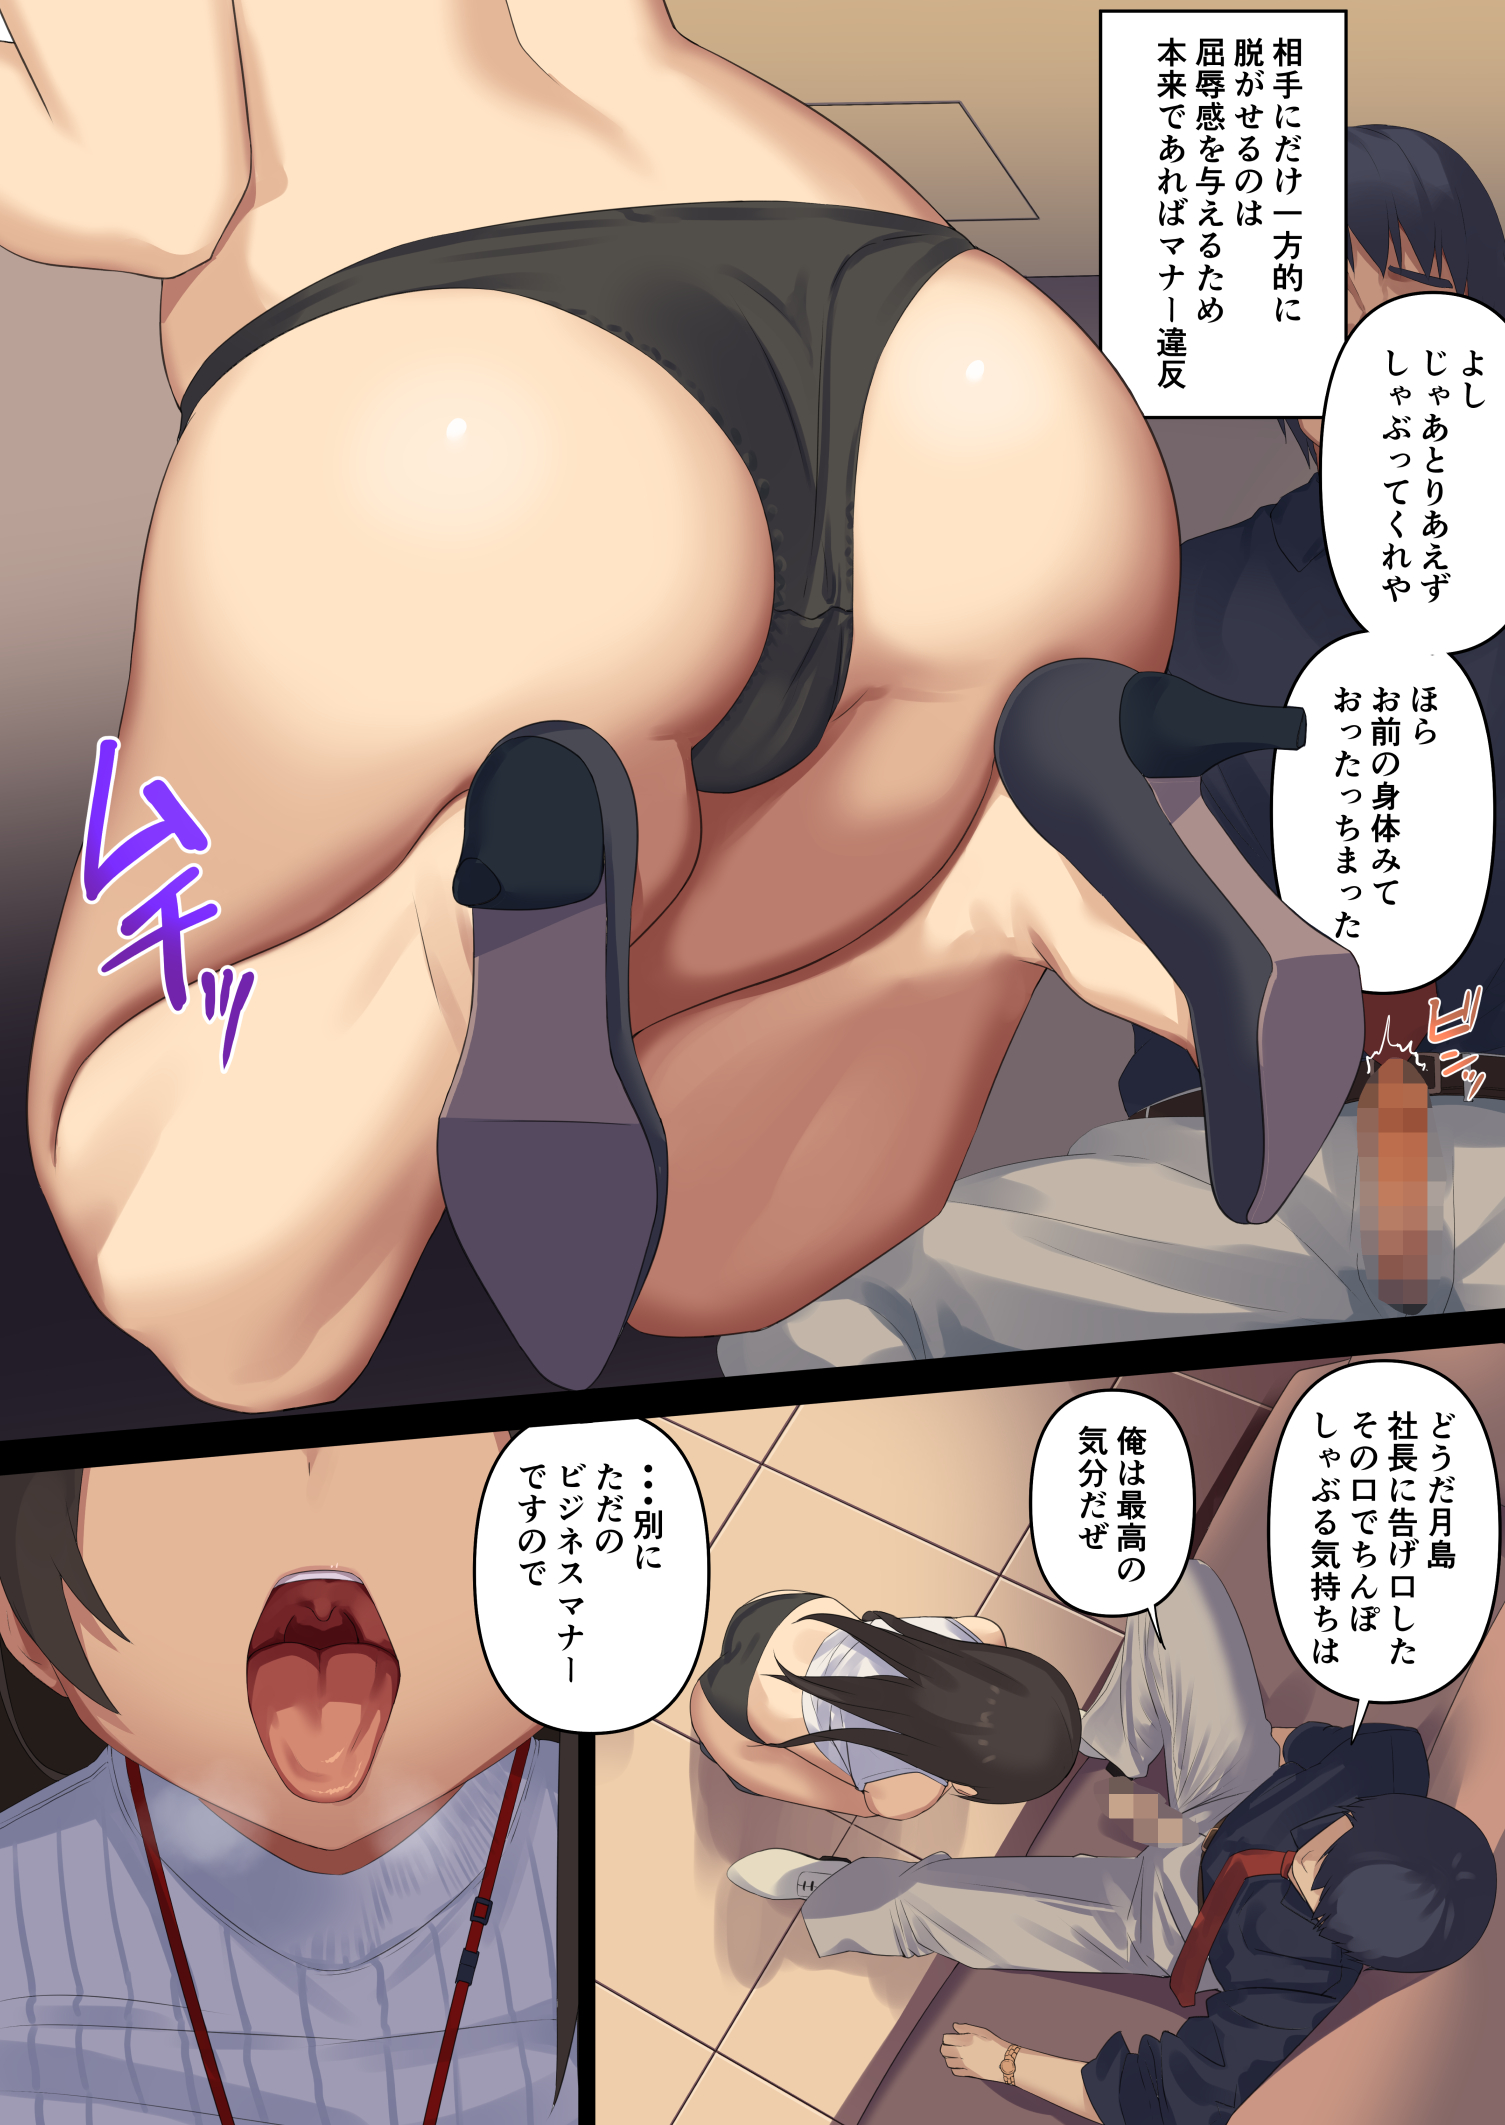 相手にだけ一方的に
脱がせるのは
屈辱感を与えるため
本来であればマナー違反
よし
じゃあとりあえず
しゃぶってくれや
ほら
お前の身体みて
おったっちまった
ムチッ
ビンッ
どうだ月島
社長に告げ口した
その口でちんぽ
しゃぶる気持ちは
俺は最高の
気分だぜ
…別に
ただの
ビジネスマナー
ですので